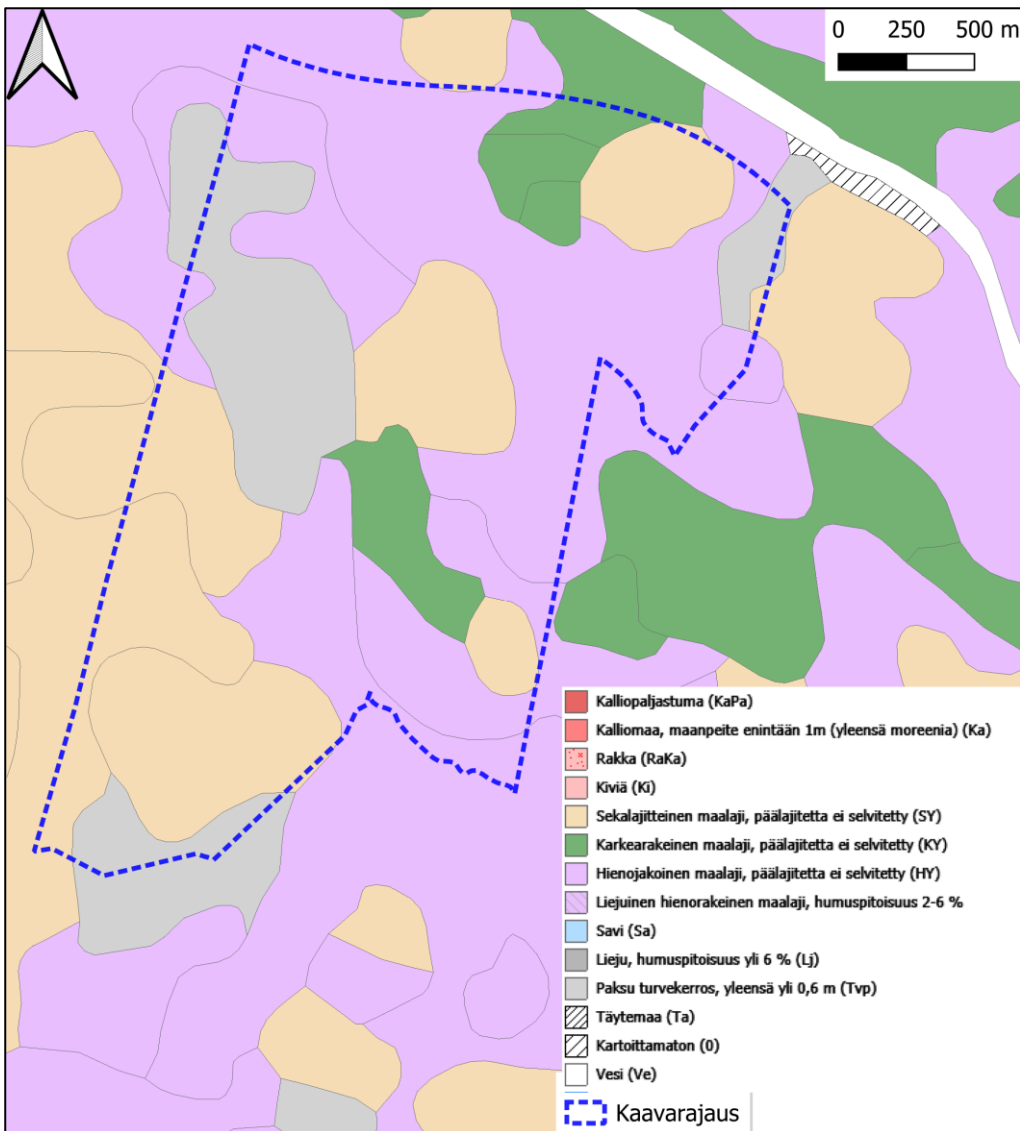 0 250 500 m
Kalliopaljastuma (KaPa)
Kalliomaa, maanpeite enintään 1m (yleensä moreenia) (Ka)
Rakka (RaKa)
Kiviä (Ki)
Sekalajitteinen maalaji, päälajitetta ei selvitetty (SY)
Karkearakeinen maalaji, päälajitetta ei selvitetty (KY)
Hienojakoinen maalaji, päälajitetta ei selvitetty (HY)
Liejuinen hienorakeinen maalaji, humuspitoisuus 2-6 %
Savi (Sa)
Lieju, humuspitoisuus yli 6 % (Lj)
Paksu turvekerros, yleensä yli 0,6 m (Tvp)
Täytemaa (Ta)
Kartoittamaton (0)
Vesi (Ve)
Kaavarajaus